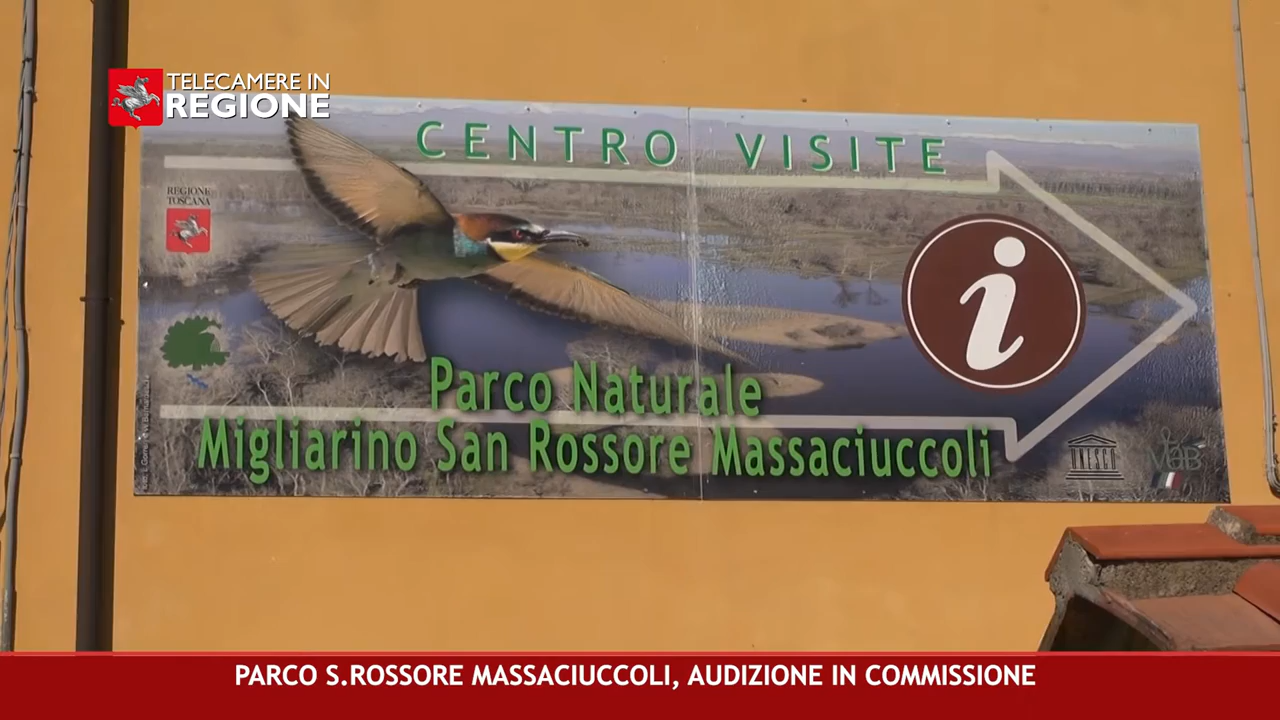 TELECAMERE IN
REGIONE
CENTRO VISITE
REGIONE
TOSCANA
i
Parco Naturale
Migliarino San Rossore Massaciuccoli
UNESCO
MaB
PARCO S.ROSSORE MASSACIUCCOLI, AUDIZIONE IN COMMISSIONE